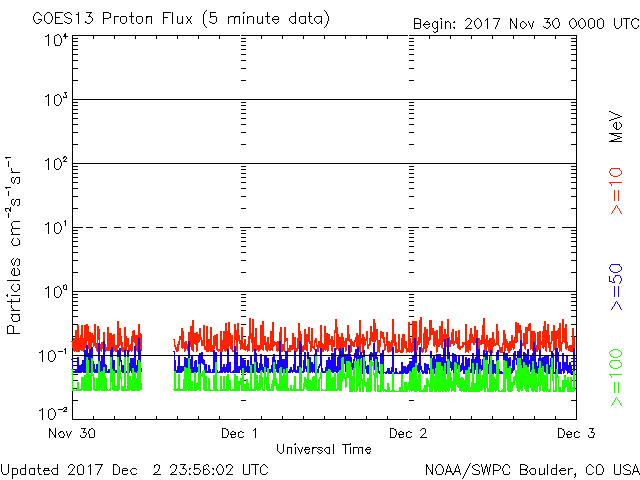 GOES13 Proton Flux (5 minute data)
Begin: 2017 Nov 30 0000 UTC
10⁴
10³
10²
10¹
10⁰
10⁻¹
10⁻²
Particles cm⁻²s⁻¹sr⁻¹
MeV
>=10
>=50
>=100
Nov 30
Dec 1
Dec 2
Dec 3
Universal Time
Updated 2017 Dec 2 23:56:02 UTC
NOAA/SWPC Boulder, CO USA